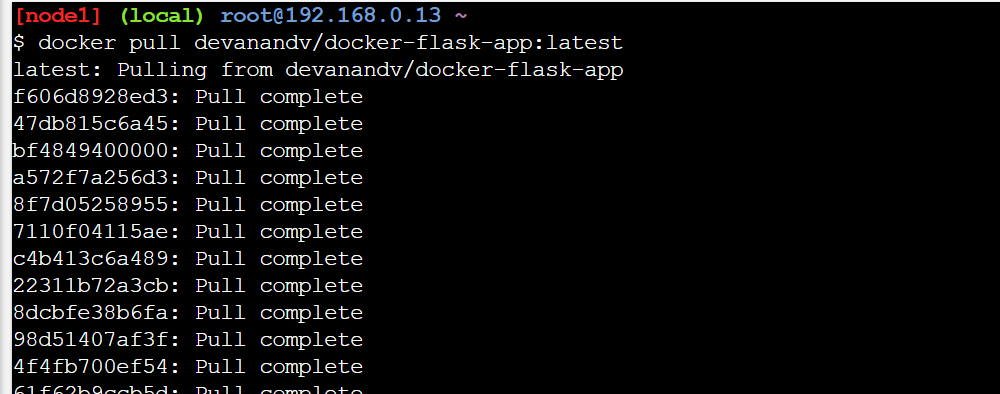 [node1] (local) root@192.168.0.13 ~
$ docker pull devanandv/docker-flask-app:latest
latest: Pulling from devanandv/docker-flask-app
f606d8928ed3: Pull complete
47db815c6a45: Pull complete
bf4849400000: Pull complete
a572f7a256d3: Pull complete
8f7d05258955: Pull complete
7110f04115ae: Pull complete
c4b413c6a489: Pull complete
22311b72a3cb: Pull complete
8dcbfe38b6fa: Pull complete
98d51407af3f: Pull complete
4f4fb700ef54: Pull complete
61f62b9ccb5d: Pull complete